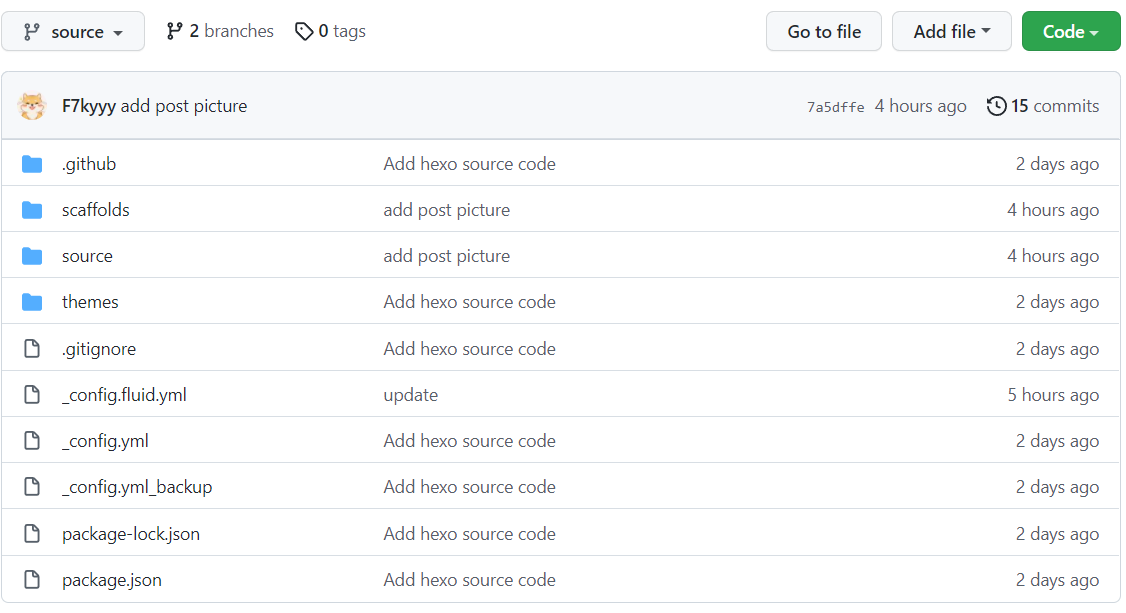 source 2 branches 0 tags Go to file Add file Code
F7kyyy add post picture 7a5dffe 4 hours ago 15 commits
.github Add hexo source code 2 days ago
scaffolds add post picture 4 hours ago
source add post picture 4 hours ago
themes Add hexo source code 2 days ago
.gitignore Add hexo source code 2 days ago
_config.fluid.yml update 5 hours ago
_config.yml Add hexo source code 2 days ago
_config.yml_backup Add hexo source code 2 days ago
package-lock.json Add hexo source code 2 days ago
package.json Add hexo source code 2 days ago